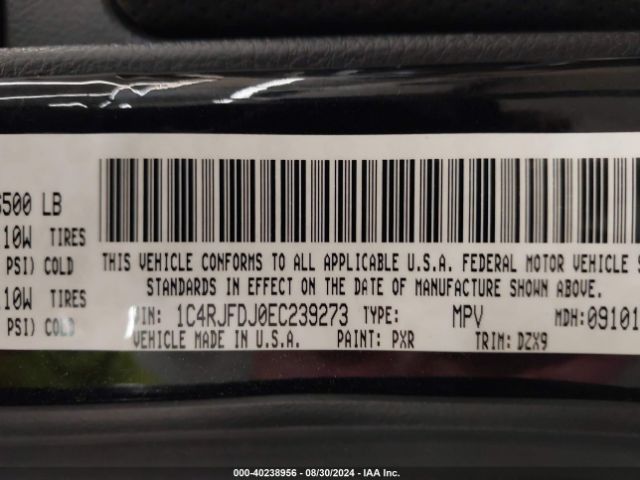 6500 LB
10W TIRES
PSI) COLD
10W TIRES
PSI) COLD
THIS VEHICLE CONFORMS TO ALL APPLICABLE U.S.A. FEDERAL MOTOR VEHICLE S
STANDARDS IN EFFECT ON THE DATE OF MANUFACTURE SHOWN ABOVE.
VIN: 1C4RJFDJ0EC239273 TYPE: MPV MDH:09101
VEHICLE MADE IN U.S.A. PAINT: PXR TRIM: DZX9
000-40238956 - 08/30/2024 - IAA Inc.